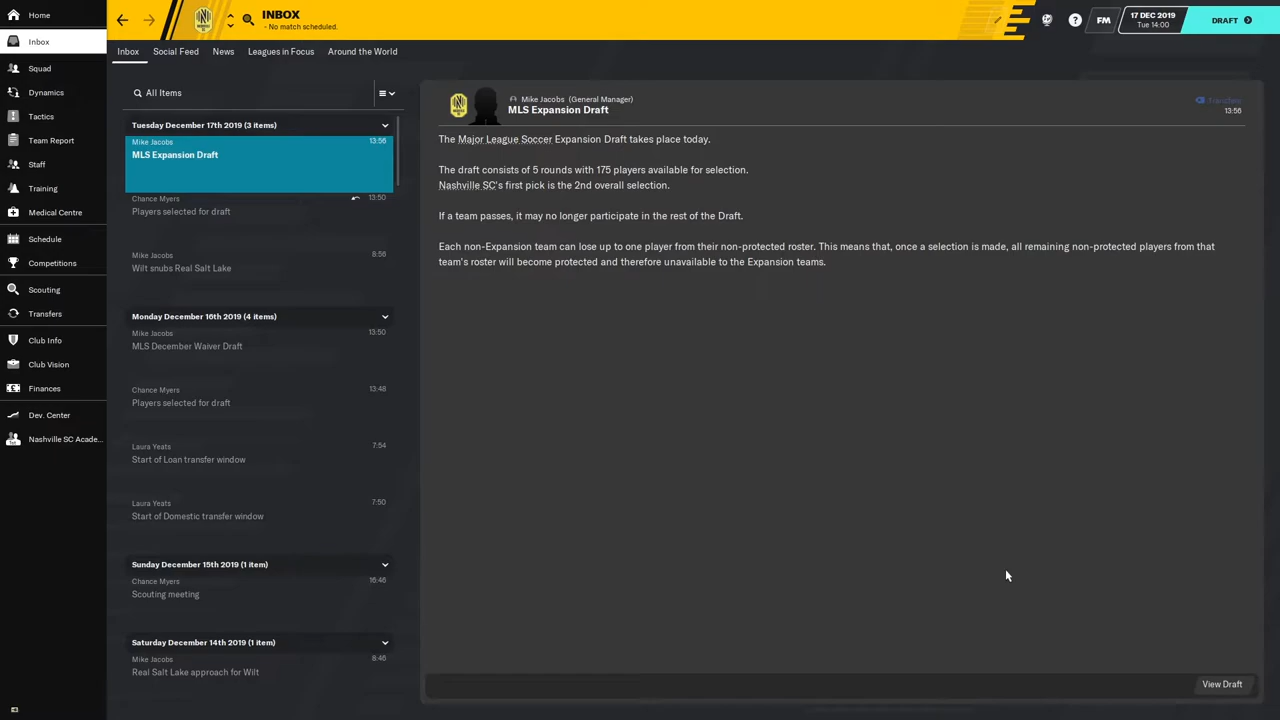 Home
Inbox
Squad
Dynamics
Tactics
Team Report
Staff
Training
Medical Centre
Schedule
Competitions
Scouting
Transfers
Club Info
Club Vision
Finances
Dev. Center
Nashville SC Acade...
INBOX
- No match scheduled.
FM
17 DEC 2019
Tue 14:00
DRAFT
Inbox
Social Feed
News
Leagues in Focus
Around the World
All Items
Tuesday December 17th 2019 (3 items)
Mike Jacobs 13:56
MLS Expansion Draft
Chance Myers 13:50
Players selected for draft
Mike Jacobs 8:56
Wilt snubs Real Salt Lake
Monday December 16th 2019 (4 items)
Mike Jacobs 13:50
MLS December Waiver Draft
Chance Myers 13:48
Players selected for draft
Laura Yeats 7:54
Start of Loan transfer window
Laura Yeats 7:50
Start of Domestic transfer window
Sunday December 15th 2019 (1 item)
Chance Myers 16:46
Scouting meeting
Saturday December 14th 2019 (1 item)
Mike Jacobs 8:46
Real Salt Lake approach for Wilt
Mike Jacobs (General Manager)
MLS Expansion Draft
Transfers
13:56
The Major League Soccer Expansion Draft takes place today.
The draft consists of 5 rounds with 175 players available for selection.
Nashville SC's first pick is the 2nd overall selection.
If a team passes, it may no longer participate in the rest of the Draft.
Each non-Expansion team can lose up to one player from their non-protected roster. This means that, once a selection is made, all remaining non-protected players from that
team's roster will become protected and therefore unavailable to the Expansion teams.
View Draft